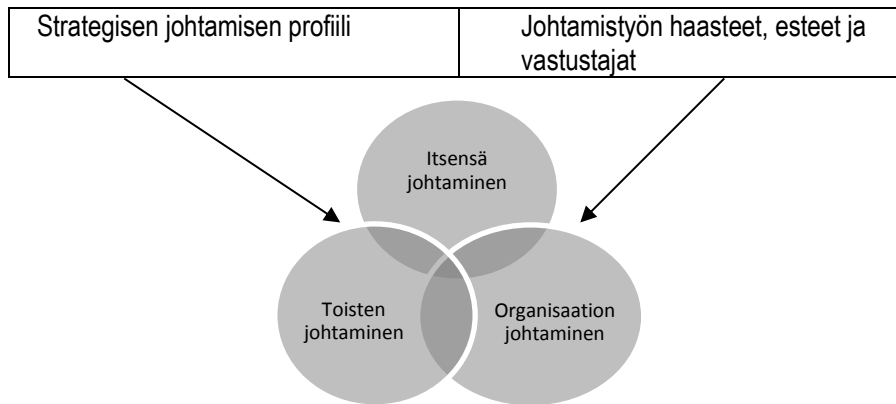 Strategisen johtamisen profiili
Johtamistyön haasteet, esteet ja
vastustajat
Itsensä
johtaminen
Toisten
johtaminen
Organisaation
johtaminen